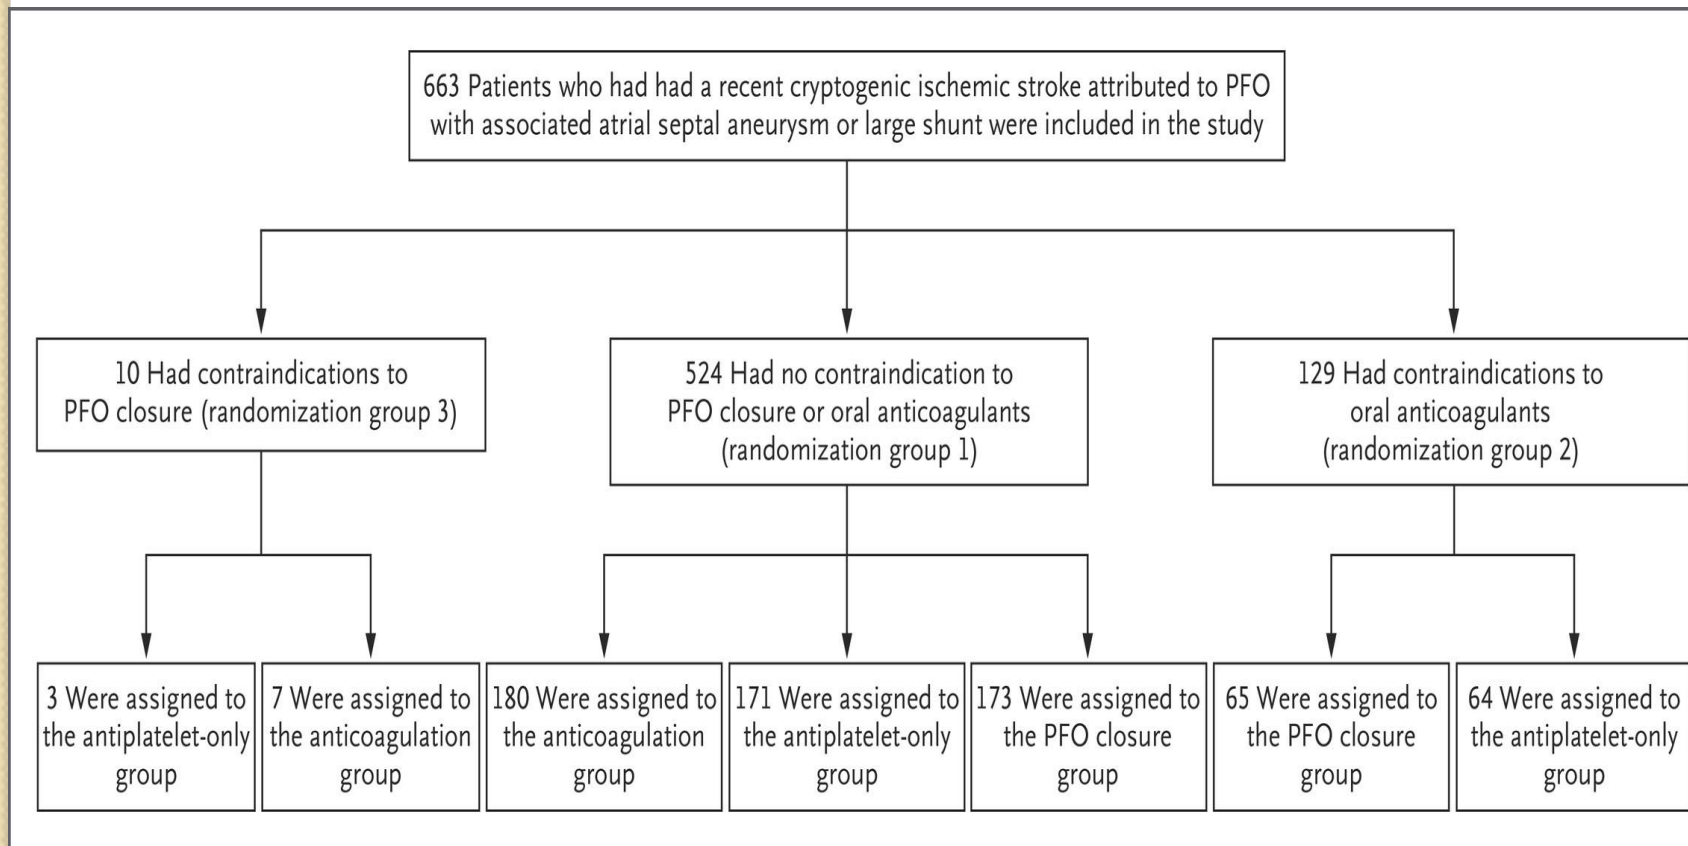 663 Patients who had had a recent cryptogenic ischemic stroke attributed to PFO
with associated atrial septal aneurysm or large shunt were included in the study
10 Had contraindications to
PFO closure (randomization group 3)
524 Had no contraindication to
PFO closure or oral anticoagulants
(randomization group 1)
129 Had contraindications to
oral anticoagulants
(randomization group 2)
3 Were assigned to
the antiplatelet-only
group
7 Were assigned to
the anticoagulation
group
180 Were assigned to
the anticoagulation
group
171 Were assigned to
the antiplatelet-only
group
173 Were assigned to
the PFO closure
group
65 Were assigned to
the PFO closure
group
64 Were assigned to
the antiplatelet-only
group